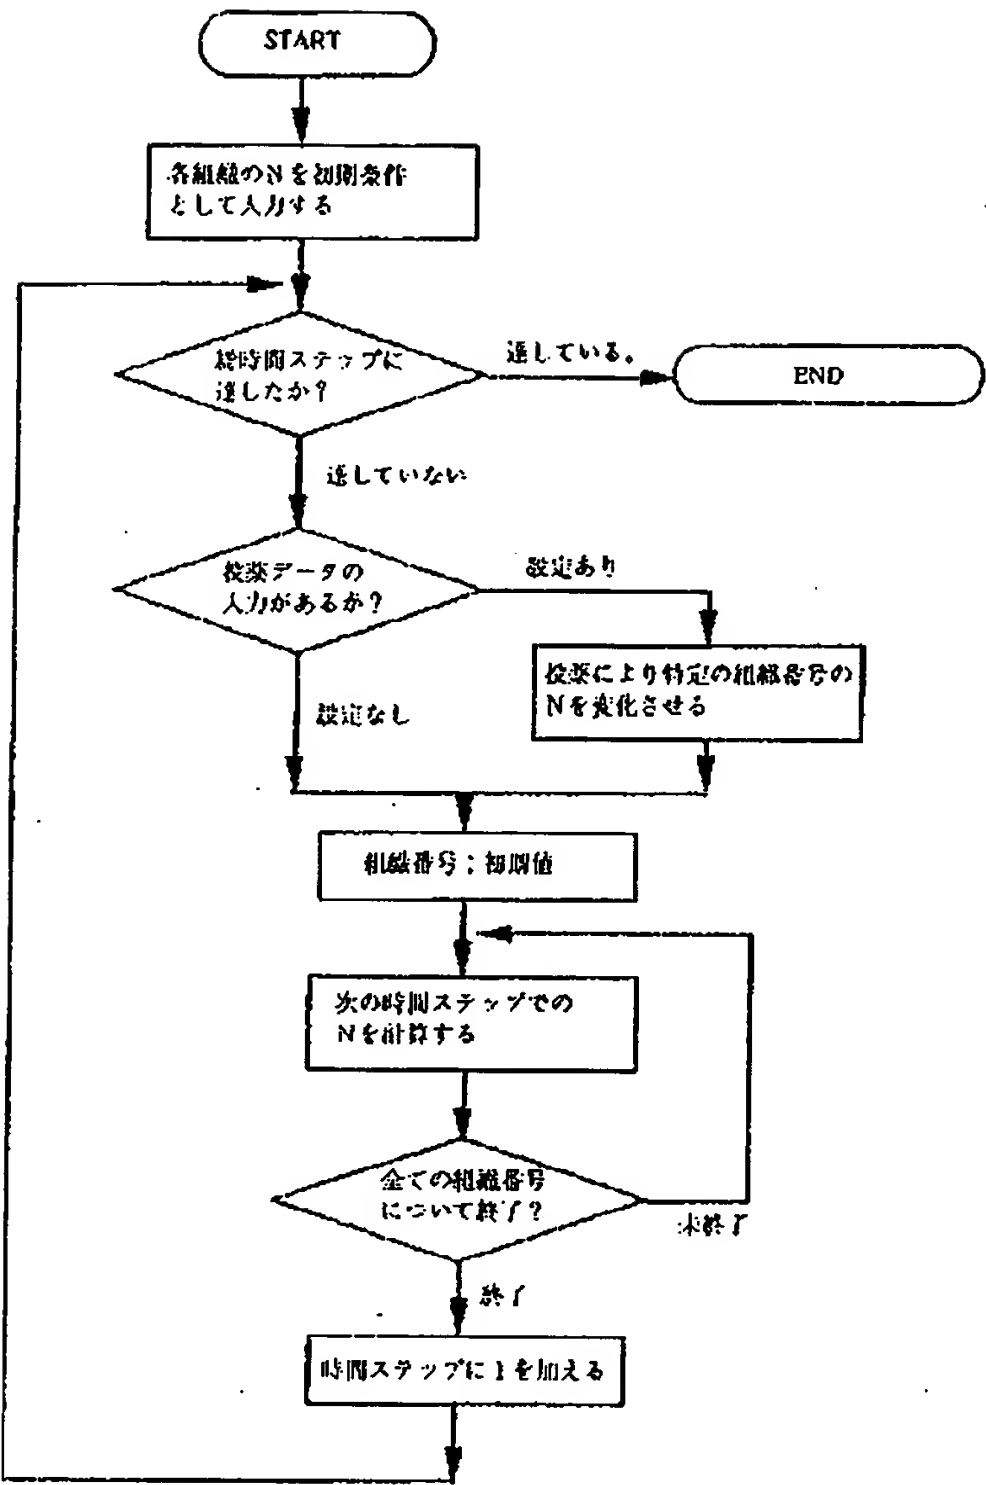 START
各組織のNを初期条件
として入力する
総時間ステップに
達したか?
達している。
END
達していない
投薬データの
入力があるか?
設定あり
投薬により特定の組織番号の
Nを変化させる
設定なし
組織番号:初期値
次の時間ステップでの
Nを計算する
全ての組織番号
について終了?
未終了
終了
時間ステップに1を加える